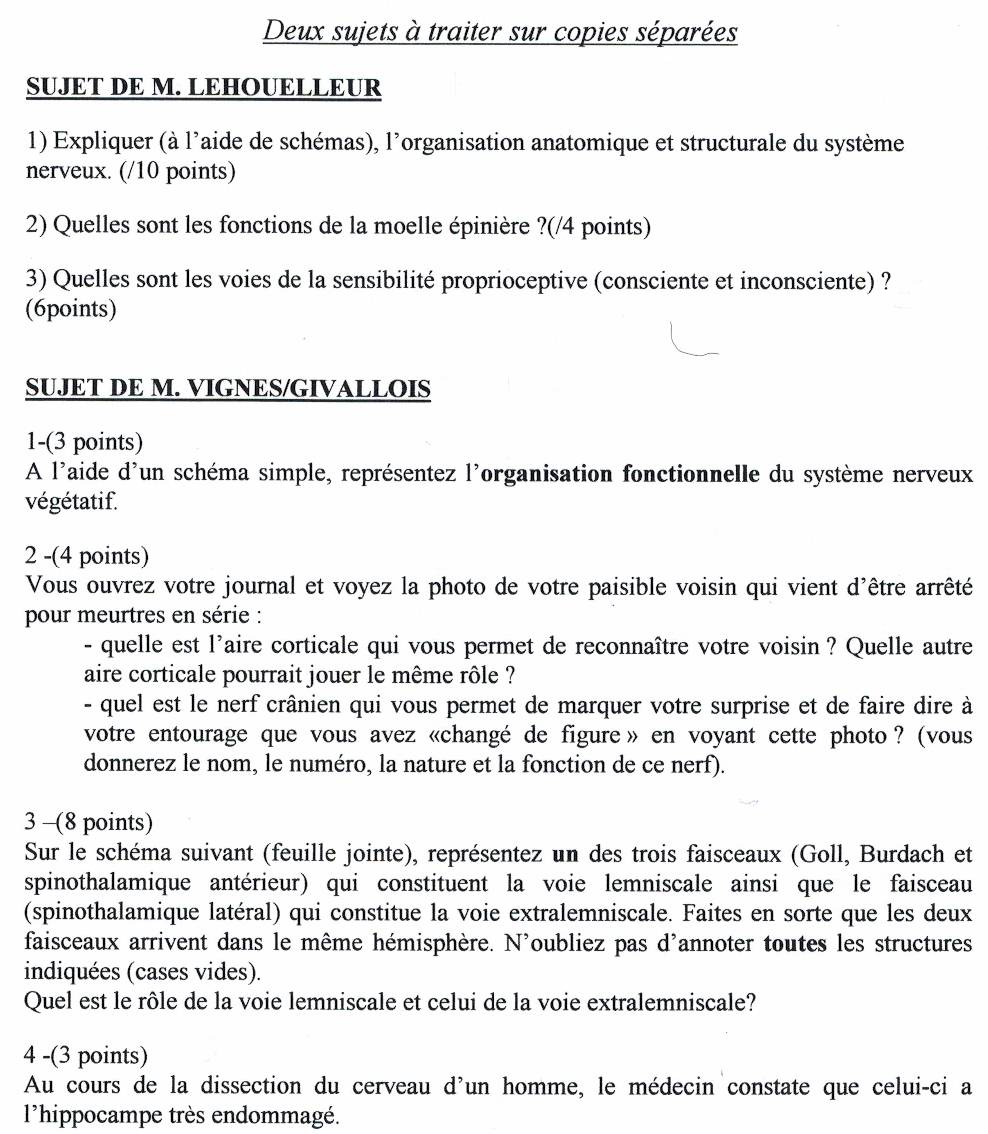 Deux sujets à traiter sur copies séparées
SUJET DE M. LEHOUELLEUR
1) Expliquer (à l'aide de schémas), l'organisation anatomique et structurale du système
nerveux. (/10 points)
2) Quelles sont les fonctions de la moelle épinière ?(/4 points)
3) Quelles sont les voies de la sensibilité proprioceptive (consciente et inconsciente) ?
(6points)
SUJET DE M. VIGNES/GIVALLOIS
1-(3 points)
A l'aide d'un schéma simple, représentez l'organisation fonctionnelle du système nerveux
végétatif.
2 -(4 points)
Vous ouvrez votre journal et voyez la photo de votre paisible voisin qui vient d'être arrêté
pour meurtres en série :
- quelle est l'aire corticale qui vous permet de reconnaître votre voisin ? Quelle autre
aire corticale pourrait jouer le même rôle ?
- quel est le nerf crânien qui vous permet de marquer votre surprise et de faire dire à
votre entourage que vous avez «changé de figure» en voyant cette photo ? (vous
donnerez le nom, le numéro, la nature et la fonction de ce nerf).
3 –(8 points)
Sur le schéma suivant (feuille jointe), représentez un des trois faisceaux (Goll, Burdach et
spinothalamique antérieur) qui constituent la voie lemniscale ainsi que le faisceau
(spinothalamique latéral) qui constitue la voie extralemniscale. Faites en sorte que les deux
faisceaux arrivent dans le même hémisphère. N'oubliez pas d'annoter toutes les structures
indiquées (cases vides).
Quel est le rôle de la voie lemniscale et celui de la voie extralemniscale?
4 -(3 points)
Au cours de la dissection du cerveau d'un homme, le médecin constate que celui-ci a
l'hippocampe très endommagé.